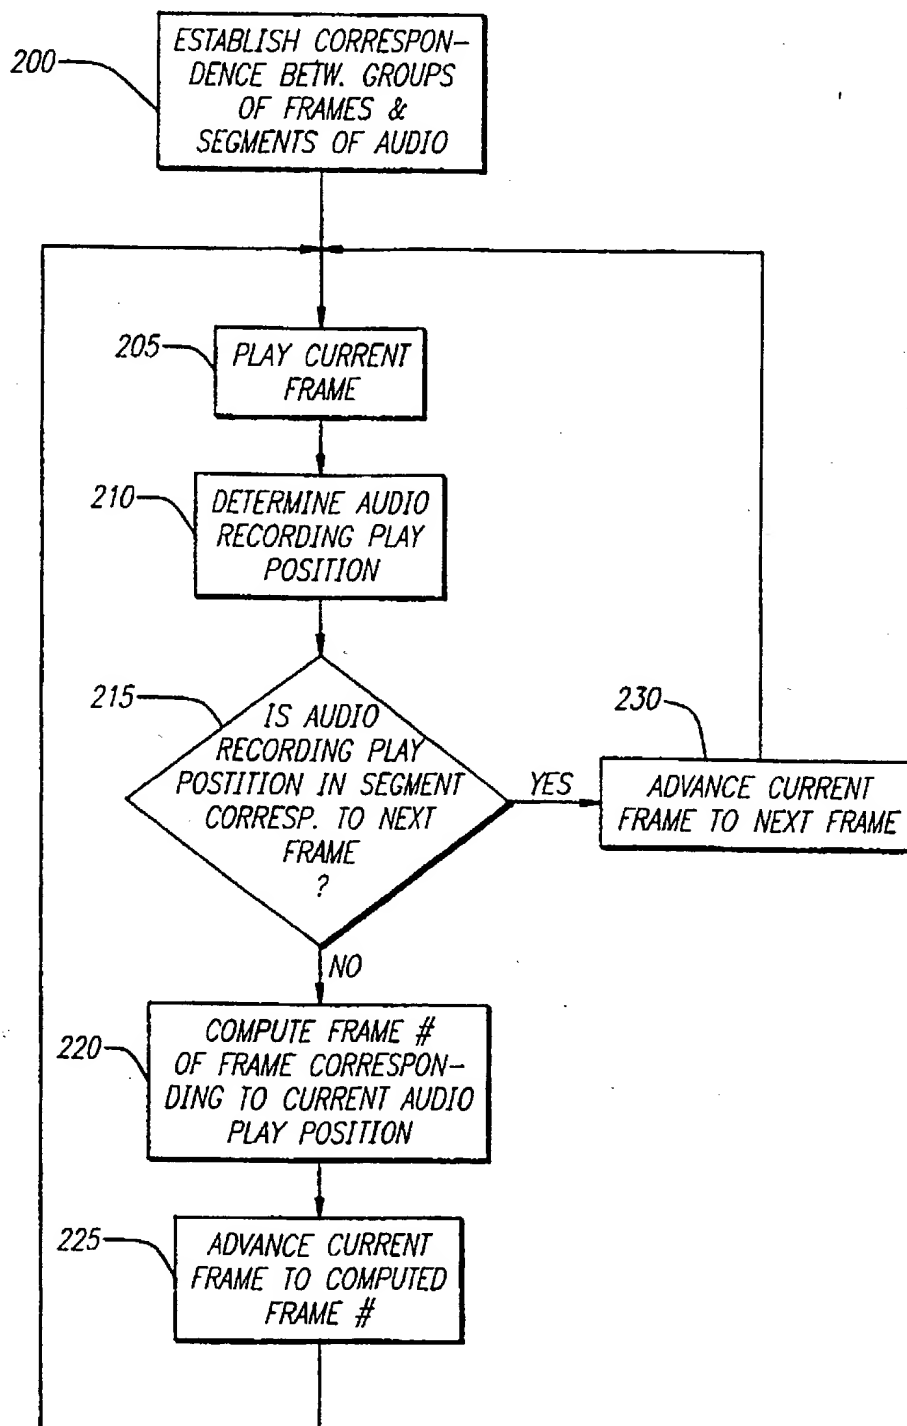 200
ESTABLISH CORRESPON-
DENCE BETW. GROUPS
OF FRAMES &
SEGMENTS OF AUDIO
205
PLAY CURRENT
FRAME
210
DETERMINE AUDIO
RECORDING PLAY
POSITION
215
IS AUDIO
RECORDING PLAY
POSTITION IN SEGMENT
CORRESP. TO NEXT
FRAME
?
YES
230
ADVANCE CURRENT
FRAME TO NEXT FRAME
NO
220
COMPUTE FRAME #
OF FRAME CORRESPON-
DING TO CURRENT AUDIO
PLAY POSITION
225
ADVANCE CURRENT
FRAME TO COMPUTED
FRAME #